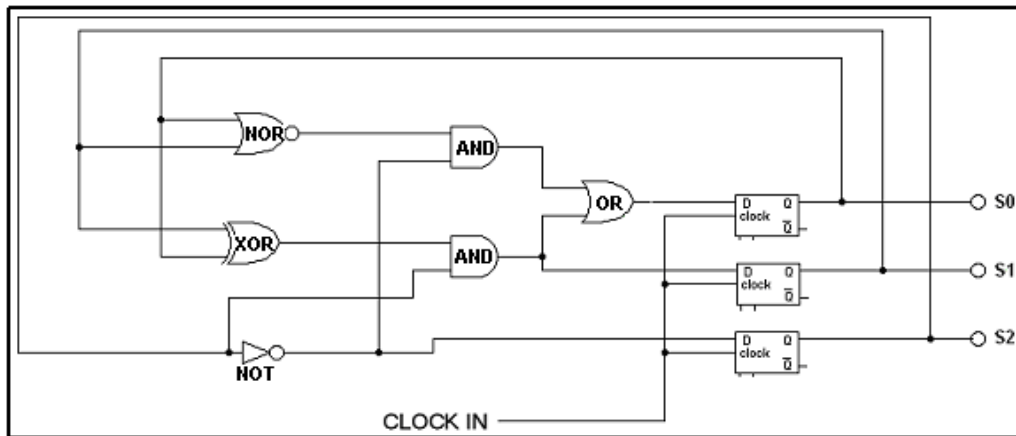 NOR
AND
OR
D Q
clock
Q
S0
XOR
AND
D Q
clock
Q
S1
NOT
D Q
clock
Q
S2
CLOCK IN